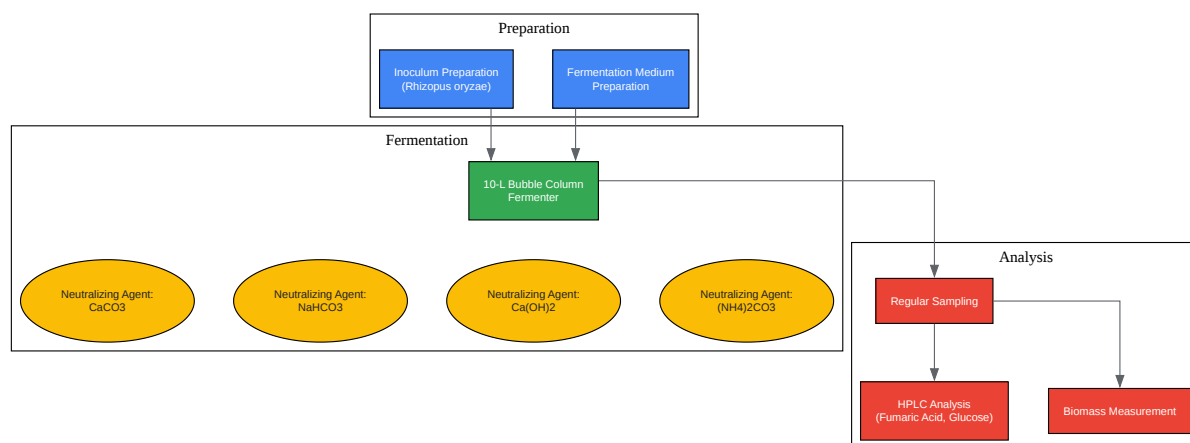 Preparation
Inoculum Preparation
(Rhizopus oryzae)
Fermentation Medium
Preparation
Fermentation
10-L Bubble Column
Fermenter
Neutralizing Agent:
CaCO3
Neutralizing Agent:
NaHCO3
Neutralizing Agent:
Ca(OH)2
Neutralizing Agent:
(NH4)2CO3
Analysis
Regular Sampling
HPLC Analysis
(Fumaric Acid, Glucose)
Biomass Measurement